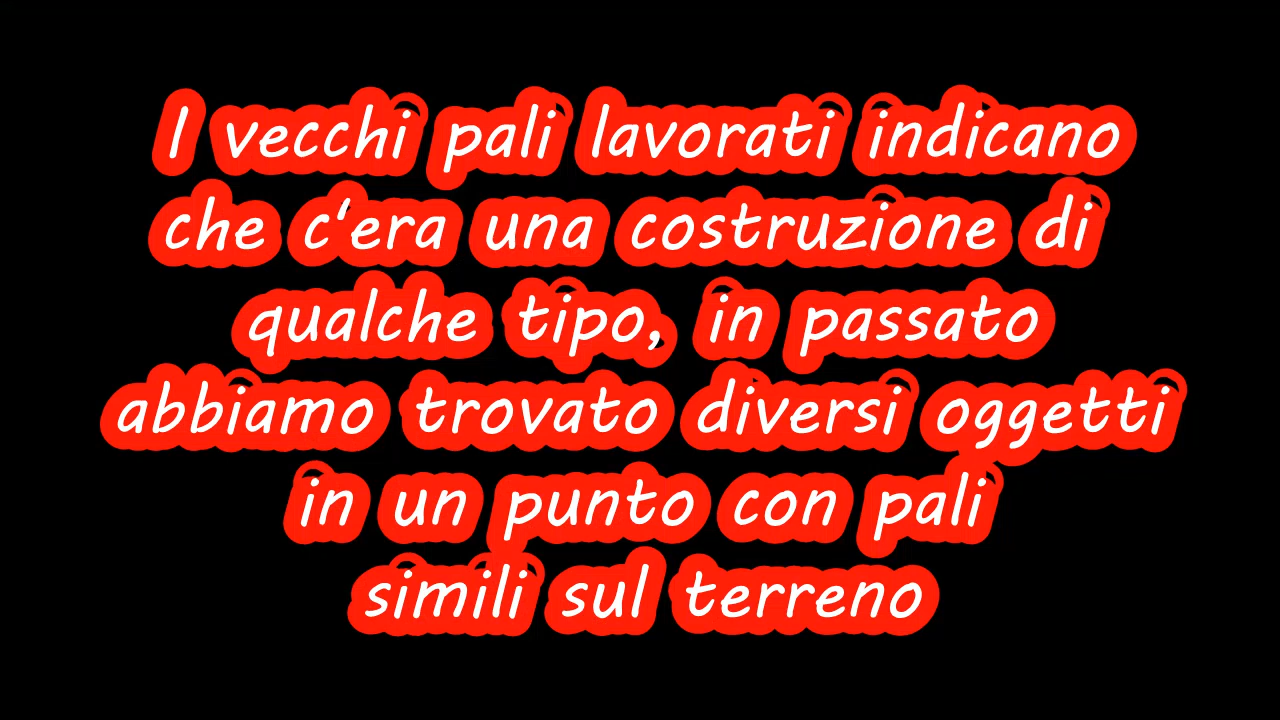 I vecchi pali lavorati indicano
che c'era una costruzione di
qualche tipo, in passato
abbiamo trovato diversi oggetti
in un punto con pali
simili sul terreno